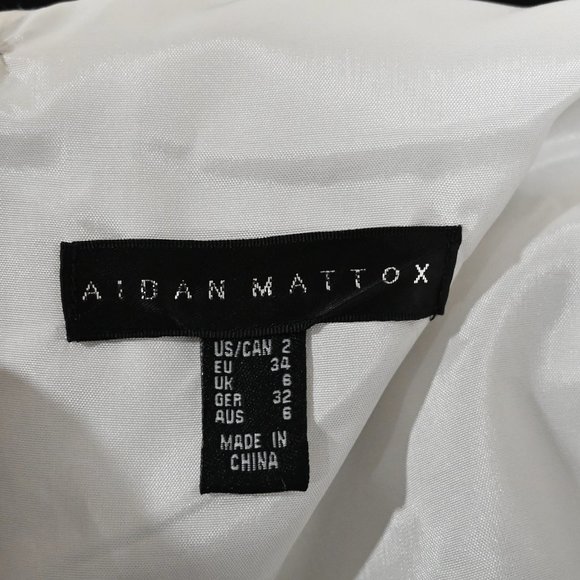 AIDAN MATTOX
US/CAN 2
EU 34
UK 6
GER 32
AUS 6
MADE IN
CHINA